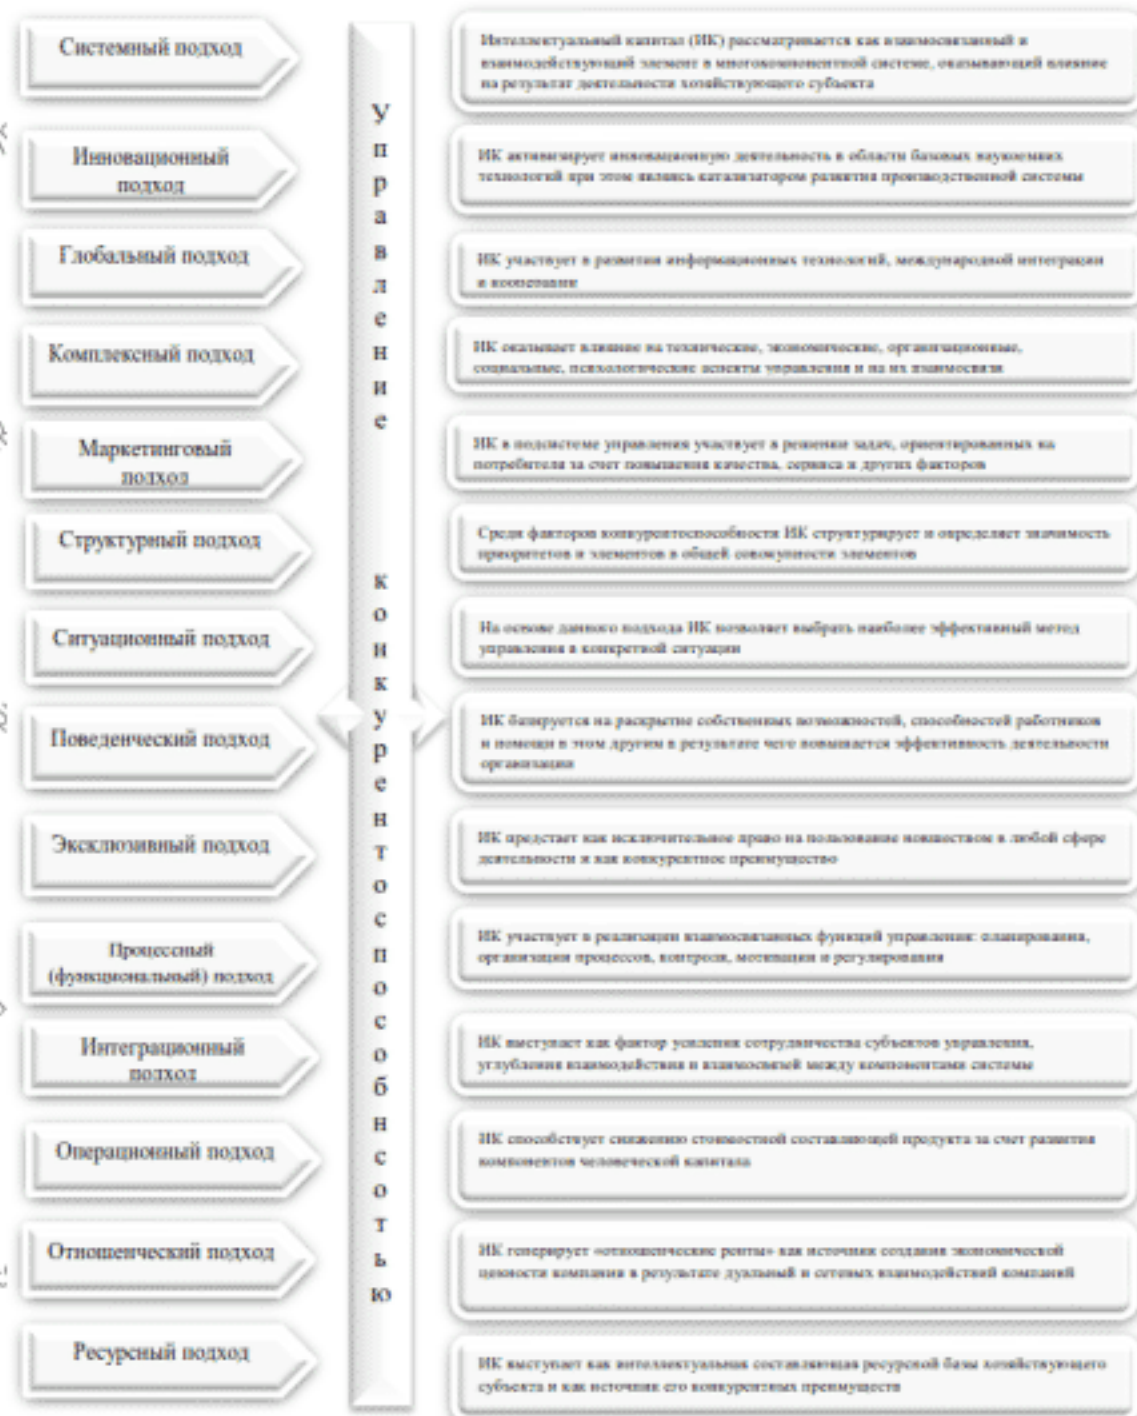 Системный подход
Интеллектуальный капитал (ИК) рассматривается как взаимосвязанный и
взаимодействующий элемент в многокомпонентной системе, оказывающий влияние
на результат деятельности хозяйствующего субъекта
Инновационный
подход
ИК активизирует инновационную деятельность в области базовых наукоемких
технологий при этом являясь катализатором развития производственной системы
Глобальный подход
ИК участвует в развитии информационных технологий, международной интеграции
и кооперации
Комплексный подход
ИК оказывает влияние на технические, экономические, организационные,
социальные, психологические аспекты управления и на их взаимосвязи
Маркетинговый
подход
ИК в подсистеме управления участвует в решение задач, ориентированных на
потребителя за счет повышения качества, сервиса и других факторов
Структурный подход
Среди факторов конкурентоспособности ИК структурирует и определяет значимость
приоритетов и элементов в общей совокупности элементов
Ситуационный подход
На основе данного подхода ИК позволяет выбрать наиболее эффективный метод
управления в конкретной ситуации
Поведенческий подход
ИК базируется на раскрытие собственных возможностей, способностей работников
и помощи в этом другим в результате чего повышается эффективность деятельности
организации
Эксклюзивный подход
ИК предстает как исключительное право на пользование новшеством в любой сфере
деятельности и как конкурентное преимущество
Процессный
(функциональный) подход
ИК участвует в реализации взаимосвязанных функций управления: планирования,
организации процессов, контроля, мотивации и регулирования
Интеграционный
подход
ИК выступает как фактор усиления сотрудничества субъектов управления,
углубления взаимодействия и взаимосвязей между компонентами системы
Операционный подход
ИК способствует снижению стоимостной составляющей продукта за счет развития
компонентов человеческой капитала
Отношенческий подход
ИК генерирует «отношенческие ренты» как источник создания экономической
ценности компании в результате дуальный и сетевых взаимодействий компаний
Ресурсный подход
ИК выступает как интеллектуальная составляющая ресурсной базы хозяйствующего
субъекта и как источник его конкурентных преимуществ
Управление конкурентоспособностью